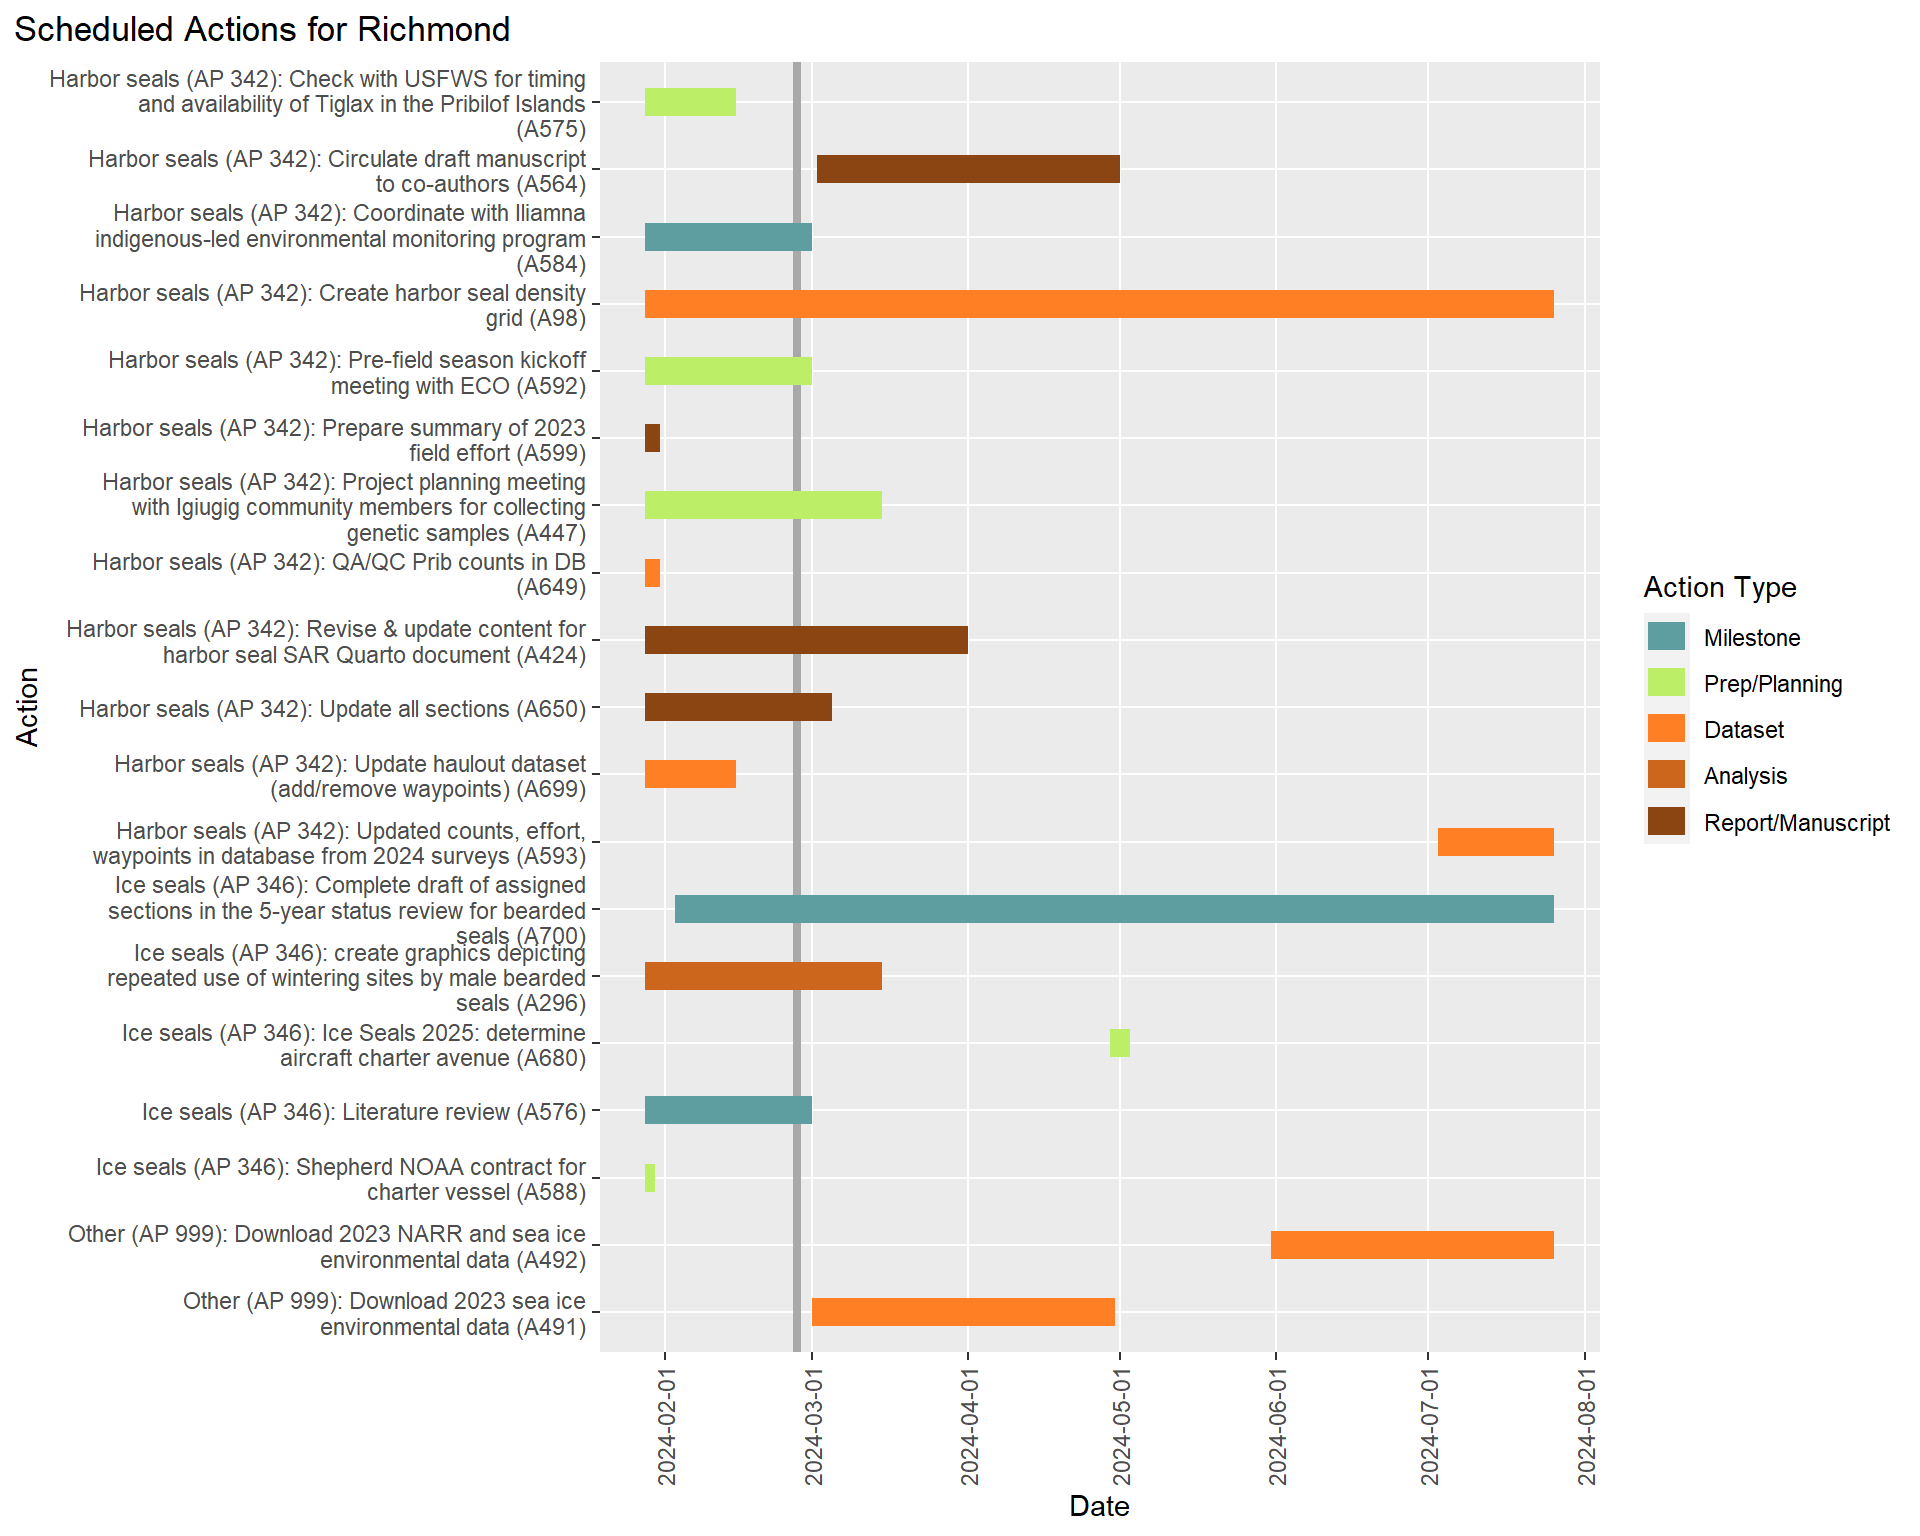 Scheduled Actions for Richmond
Harbor seals (AP 342): Check with USFWS for timing
and availability of Tiglax in the Pribilof Islands
(A575)
Harbor seals (AP 342): Circulate draft manuscript
to co-authors (A564)
Harbor seals (AP 342): Coordinate with Iliamna
indigenous-led environmental monitoring program
(A584)
Harbor seals (AP 342): Create harbor seal density
grid (A98)
Harbor seals (AP 342): Pre-field season kickoff
meeting with ECO (A592)
Harbor seals (AP 342): Prepare summary of 2023
field effort (A599)
Harbor seals (AP 342): Project planning meeting
with Igiugig community members for collecting
genetic samples (A447)
Harbor seals (AP 342): QA/QC Prib counts in DB
(A649)
Harbor seals (AP 342): Revise & update content for
harbor seal SAR Quarto document (A424)
Harbor seals (AP 342): Update all sections (A650)
Harbor seals (AP 342): Update haulout dataset
(add/remove waypoints) (A699)
Harbor seals (AP 342): Updated counts, effort,
waypoints in database from 2024 surveys (A593)
Ice seals (AP 346): Complete draft of assigned
sections in the 5-year status review for bearded
seals (A700)
Ice seals (AP 346): create graphics depicting
repeated use of wintering sites by male bearded
seals (A296)
Ice seals (AP 346): Ice Seals 2025: determine
aircraft charter avenue (A680)
Ice seals (AP 346): Literature review (A576)
Ice seals (AP 346): Shepherd NOAA contract for
charter vessel (A588)
Other (AP 999): Download 2023 NARR and sea ice
environmental data (A492)
Other (AP 999): Download 2023 sea ice
environmental data (A491)
Action
2024-02-01
2024-03-01
2024-04-01
2024-05-01
2024-06-01
2024-07-01
2024-08-01
Date
Action Type
Milestone
Prep/Planning
Dataset
Analysis
Report/Manuscript